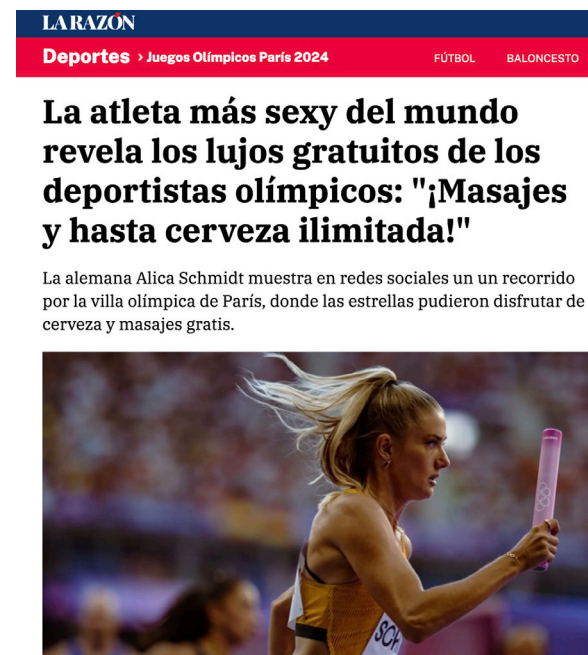 LA RAZÓN
Deportes › Juegos Olímpicos París 2024 FÚTBOL BALONCESTO
La atleta más sexy del mundo
revela los lujos gratuitos de los
deportistas olímpicos: "¡Masajes
y hasta cerveza ilimitada!"
La alemana Alica Schmidt muestra en redes sociales un un recorrido
por la villa olímpica de París, donde las estrellas pudieron disfrutar de
cerveza y masajes gratis.
SCH